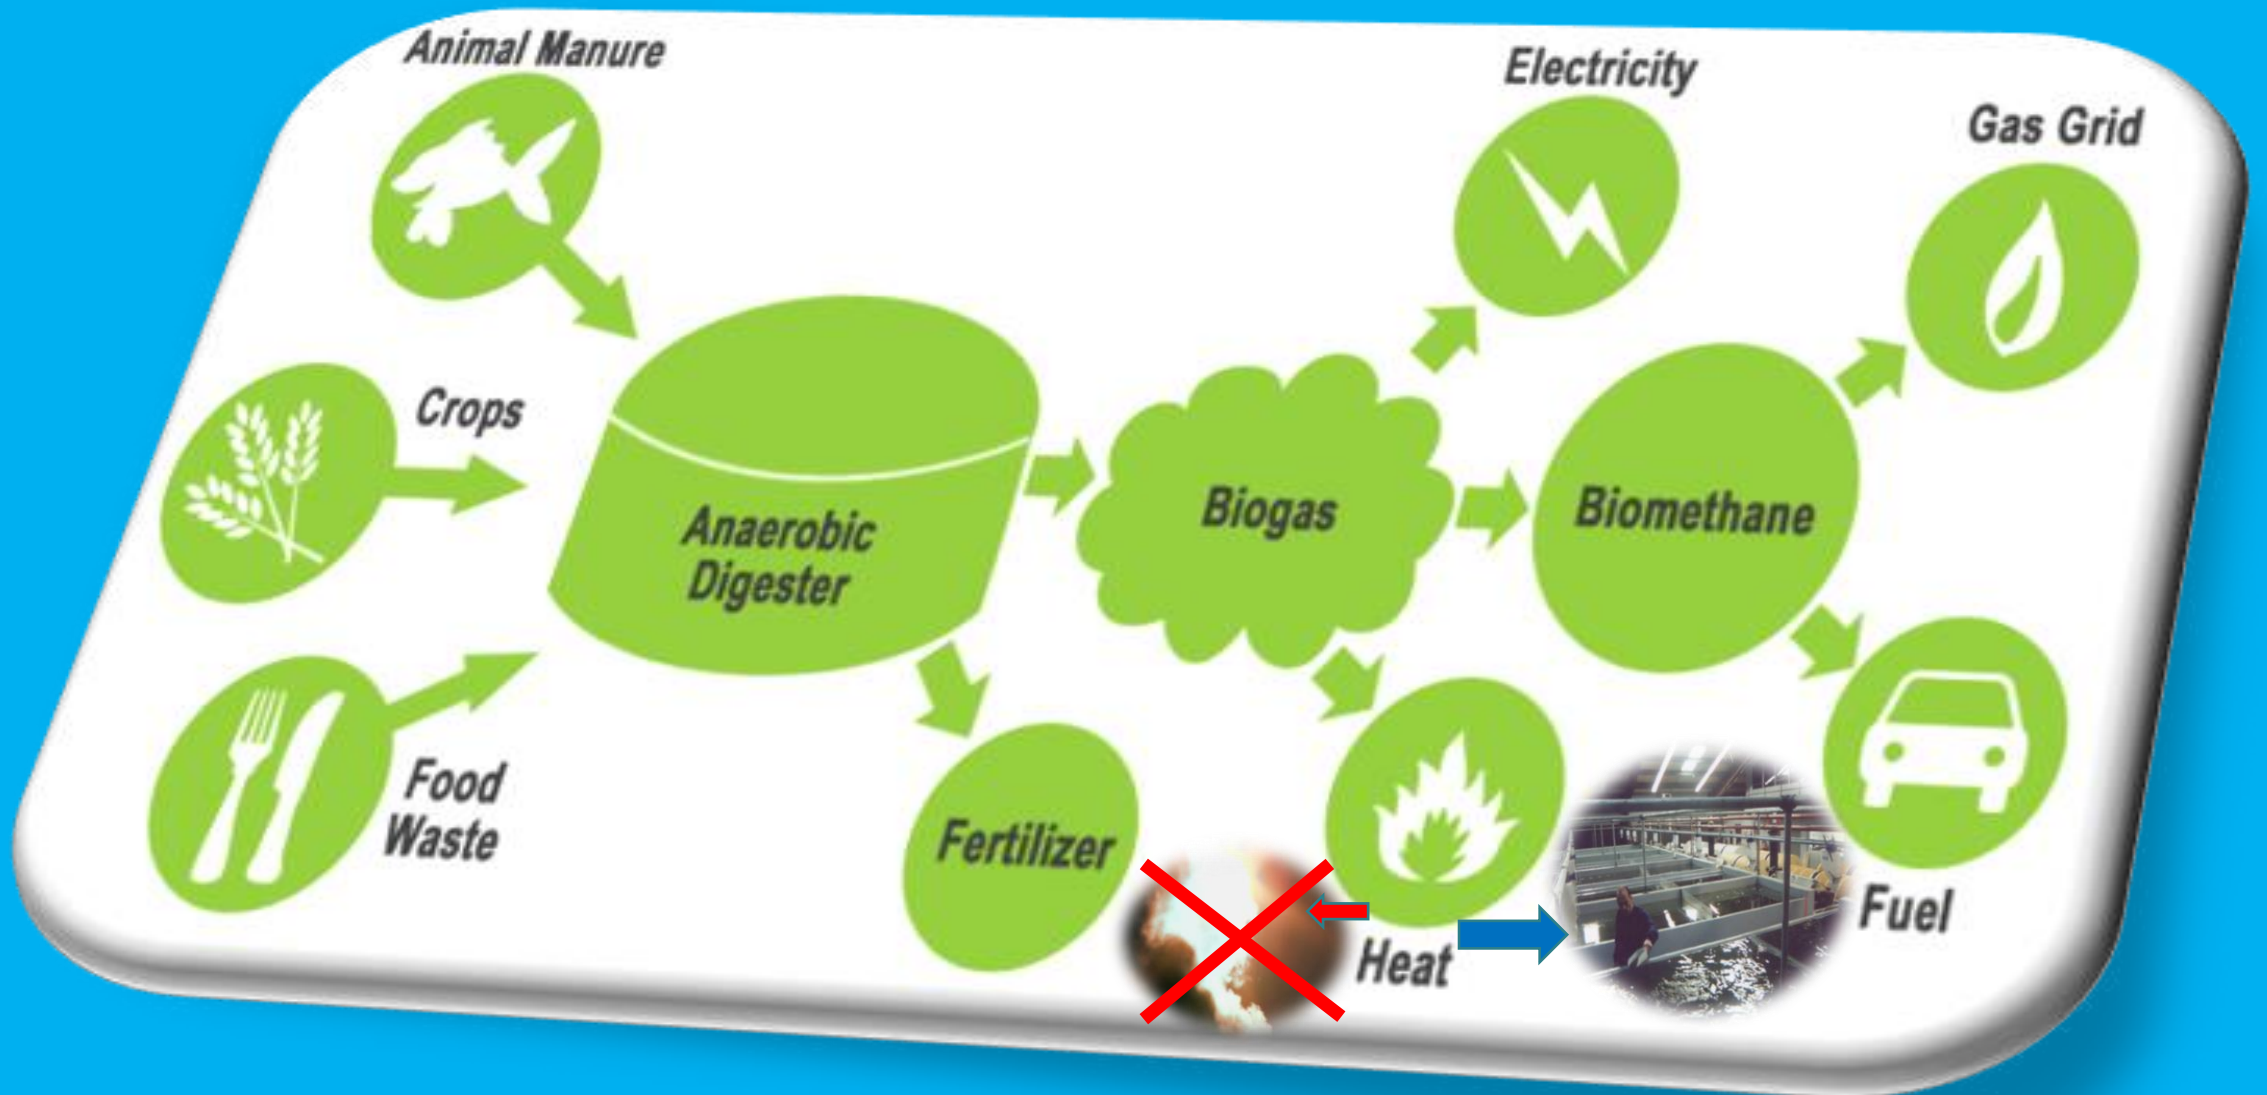 Animal Manure
Electricity
Gas Grid
Crops
Anaerobic
Digester
Biogas
Biomethane
Food
Waste
Fertilizer
Heat
Fuel